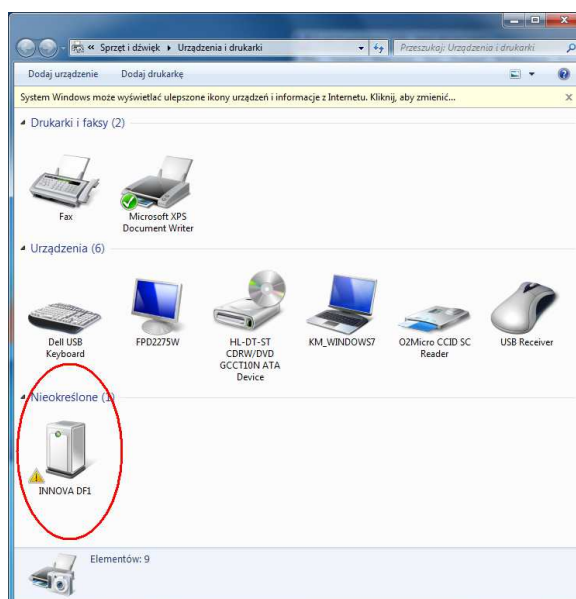 « Sprzęt i dźwięk ▸ Urządzenia i drukarki
Przeszukaj: Urządzenia i drukarki
Dodaj urządzenie Dodaj drukarkę
System Windows może wyświetlać ulepszone ikony urządzeń i informacje z Internetu. Kliknij, aby zmienić...
Drukarki i faksy (2)
Fax
Microsoft XPS
Document Writer
Urządzenia (6)
Dell USB
Keyboard
FPD2275W
HL-DT-ST
CDRW/DVD
GCCT10N ATA
Device
KM_WINDOWS7
O2Micro CCID SC
Reader
USB Receiver
Nieokreślone (1)
INNOVA DF1
Elementów: 9